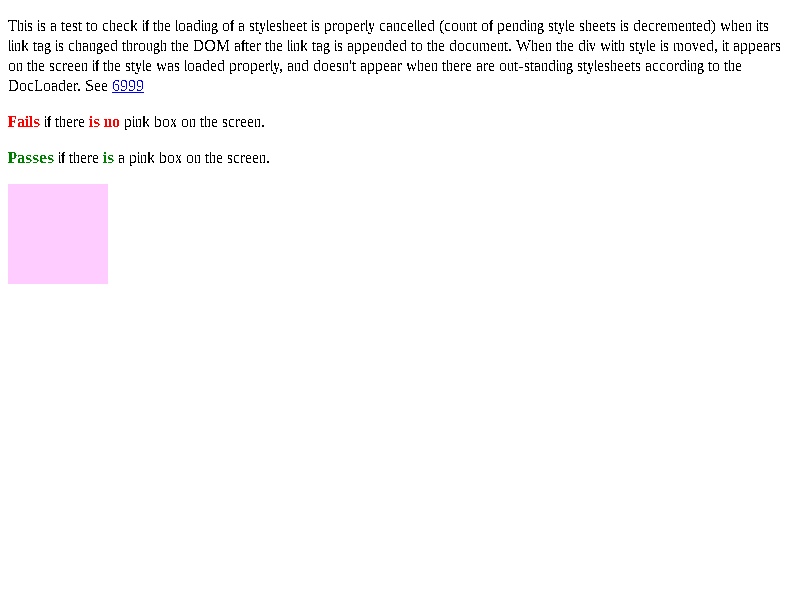 This is a test to check if the loading of a stylesheet is properly cancelled (count of pending style sheets is decremented) when its
link tag is changed through the DOM after the link tag is appended to the document. When the div with style is moved, it appears
on the screen if the style was loaded properly, and doesn't appear when there are out-standing stylesheets according to the
DocLoader. See 6999
Fails if there is no pink box on the screen.
Passes if there is a pink box on the screen.